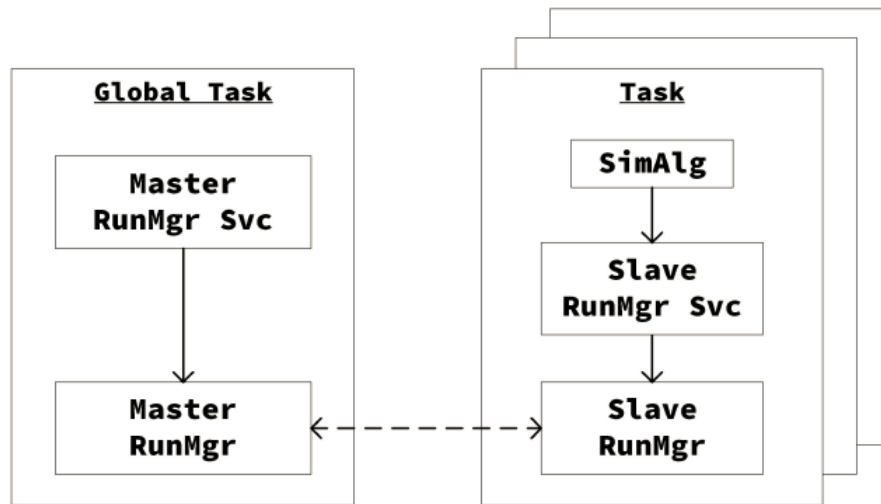 Global Task
Master
RunMgr Svc
Master
RunMgr
Task
SimAlg
Slave
RunMgr Svc
Slave
RunMgr